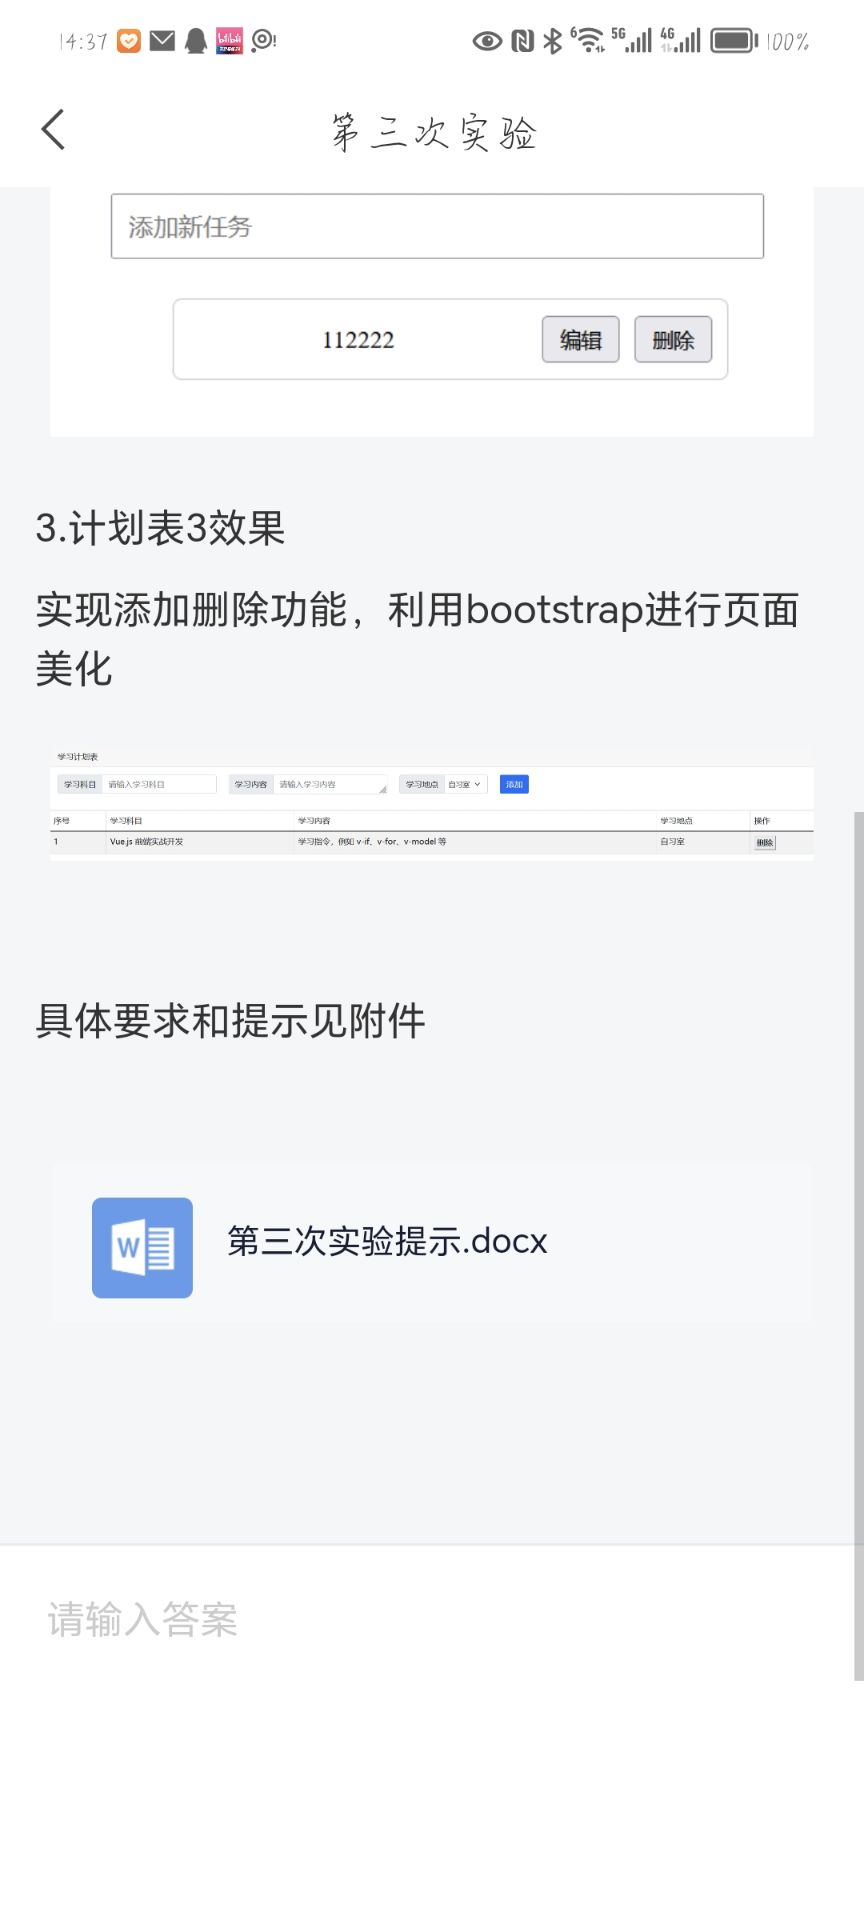 14:37
6 5G 4G 100%
第三次实验
添加新任务
112222 编辑 删除
3.计划表3效果
实现添加删除功能，利用bootstrap进行页面
美化
学习计划表
学习科目 请输入学习科目 学习内容 请输入学习内容 学习地点 自习室 添加
序号 学习科目 学习内容 学习地点 操作
1 Vue.js 前端实战开发 学习指令，例如 v-if、v-for、v-model 等 自习室 删除
具体要求和提示见附件
W
第三次实验提示.docx
请输入答案